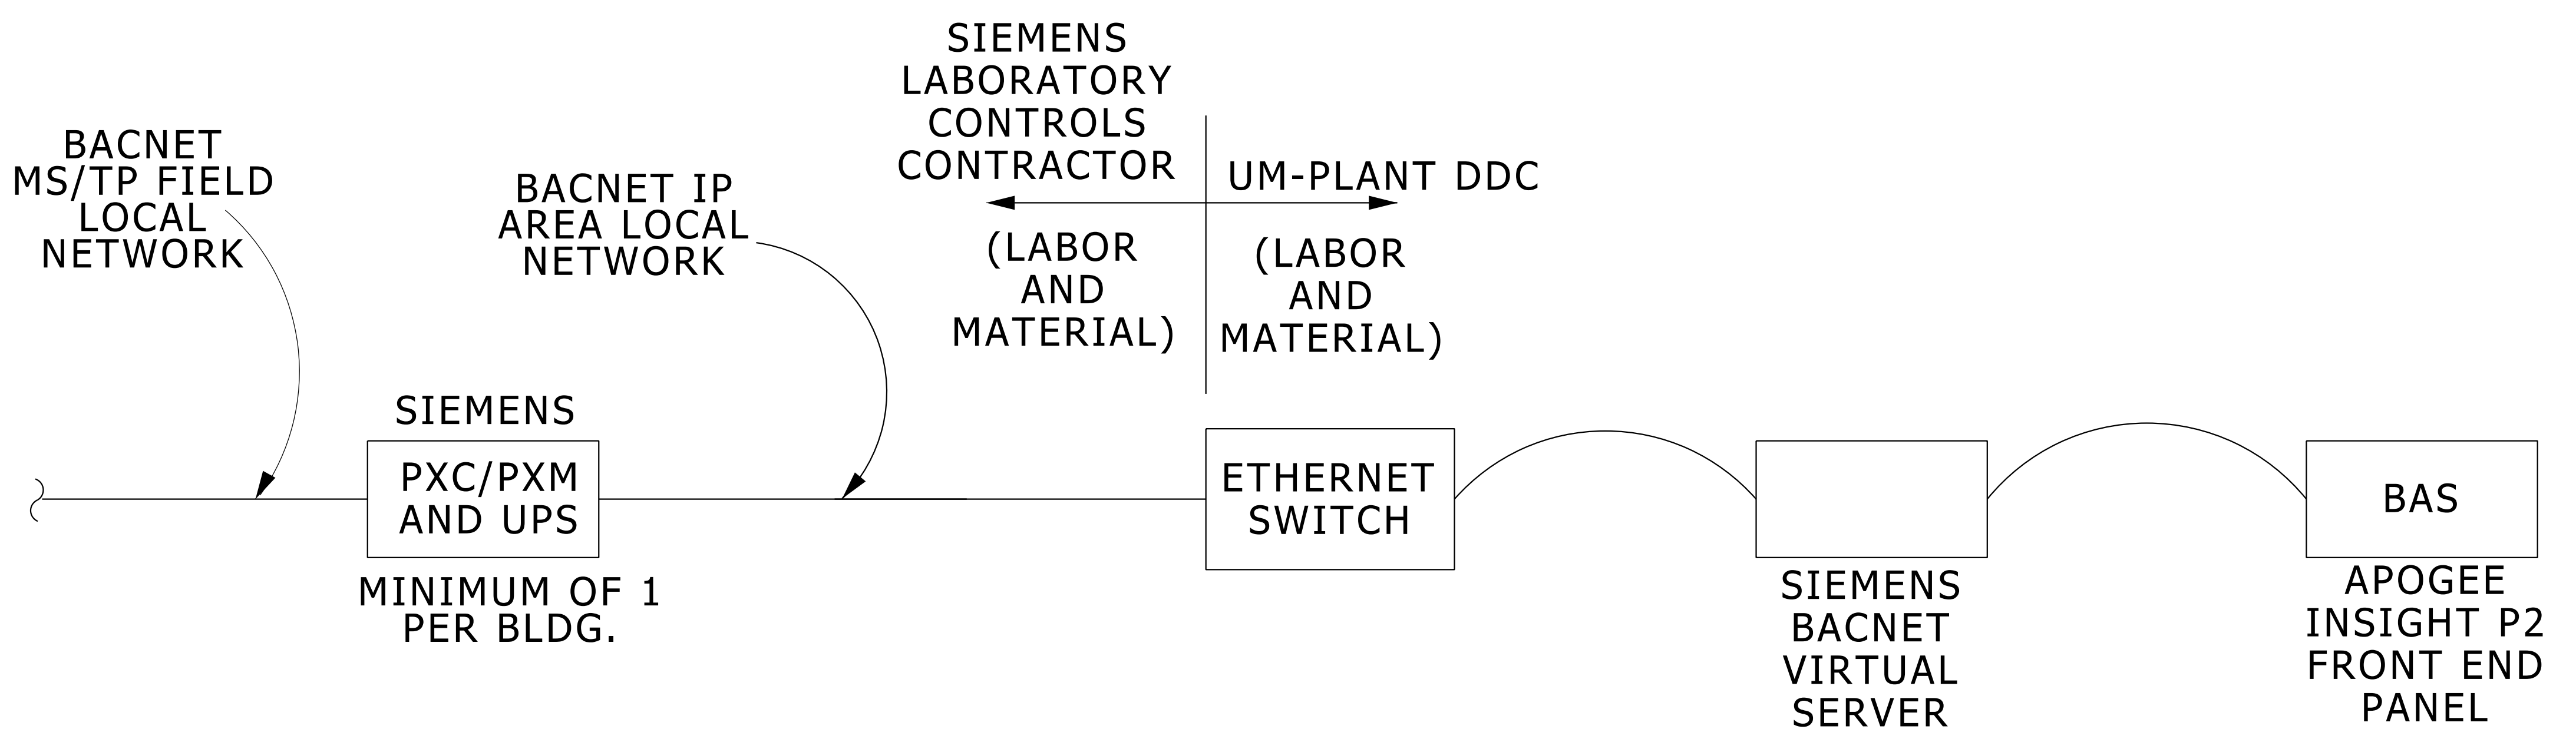 BACNET
MS/TP FIELD
LOCAL
NETWORK
BACNET IP
AREA LOCAL
NETWORK
SIEMENS
LABORATORY
CONTROLS
CONTRACTOR
(LABOR
AND
MATERIAL)
UM-PLANT DDC
(LABOR
AND
MATERIAL)
SIEMENS
PXC/PXM
AND UPS
MINIMUM OF 1
PER BLDG.
ETHERNET
SWITCH
SIEMENS
BACNET
VIRTUAL
SERVER
BAS
APOGEE
INSIGHT P2
FRONT END
PANEL